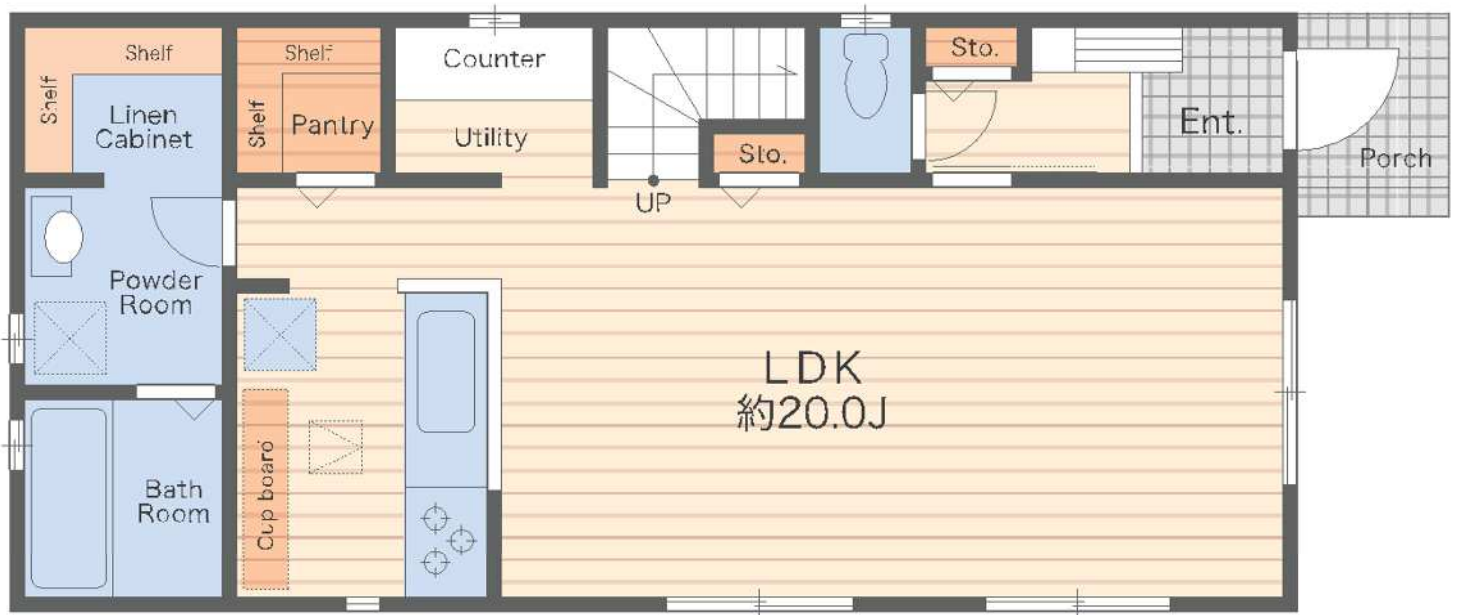 Shelf
Shelf
Linen
Cabinet
Shelf
Shelf
Pantry
Counter
Utility
UP
Sto.
Sto.
Ent.
Porch
Powder
Room
Bath
Room
Cup board
LDK
約20.0J